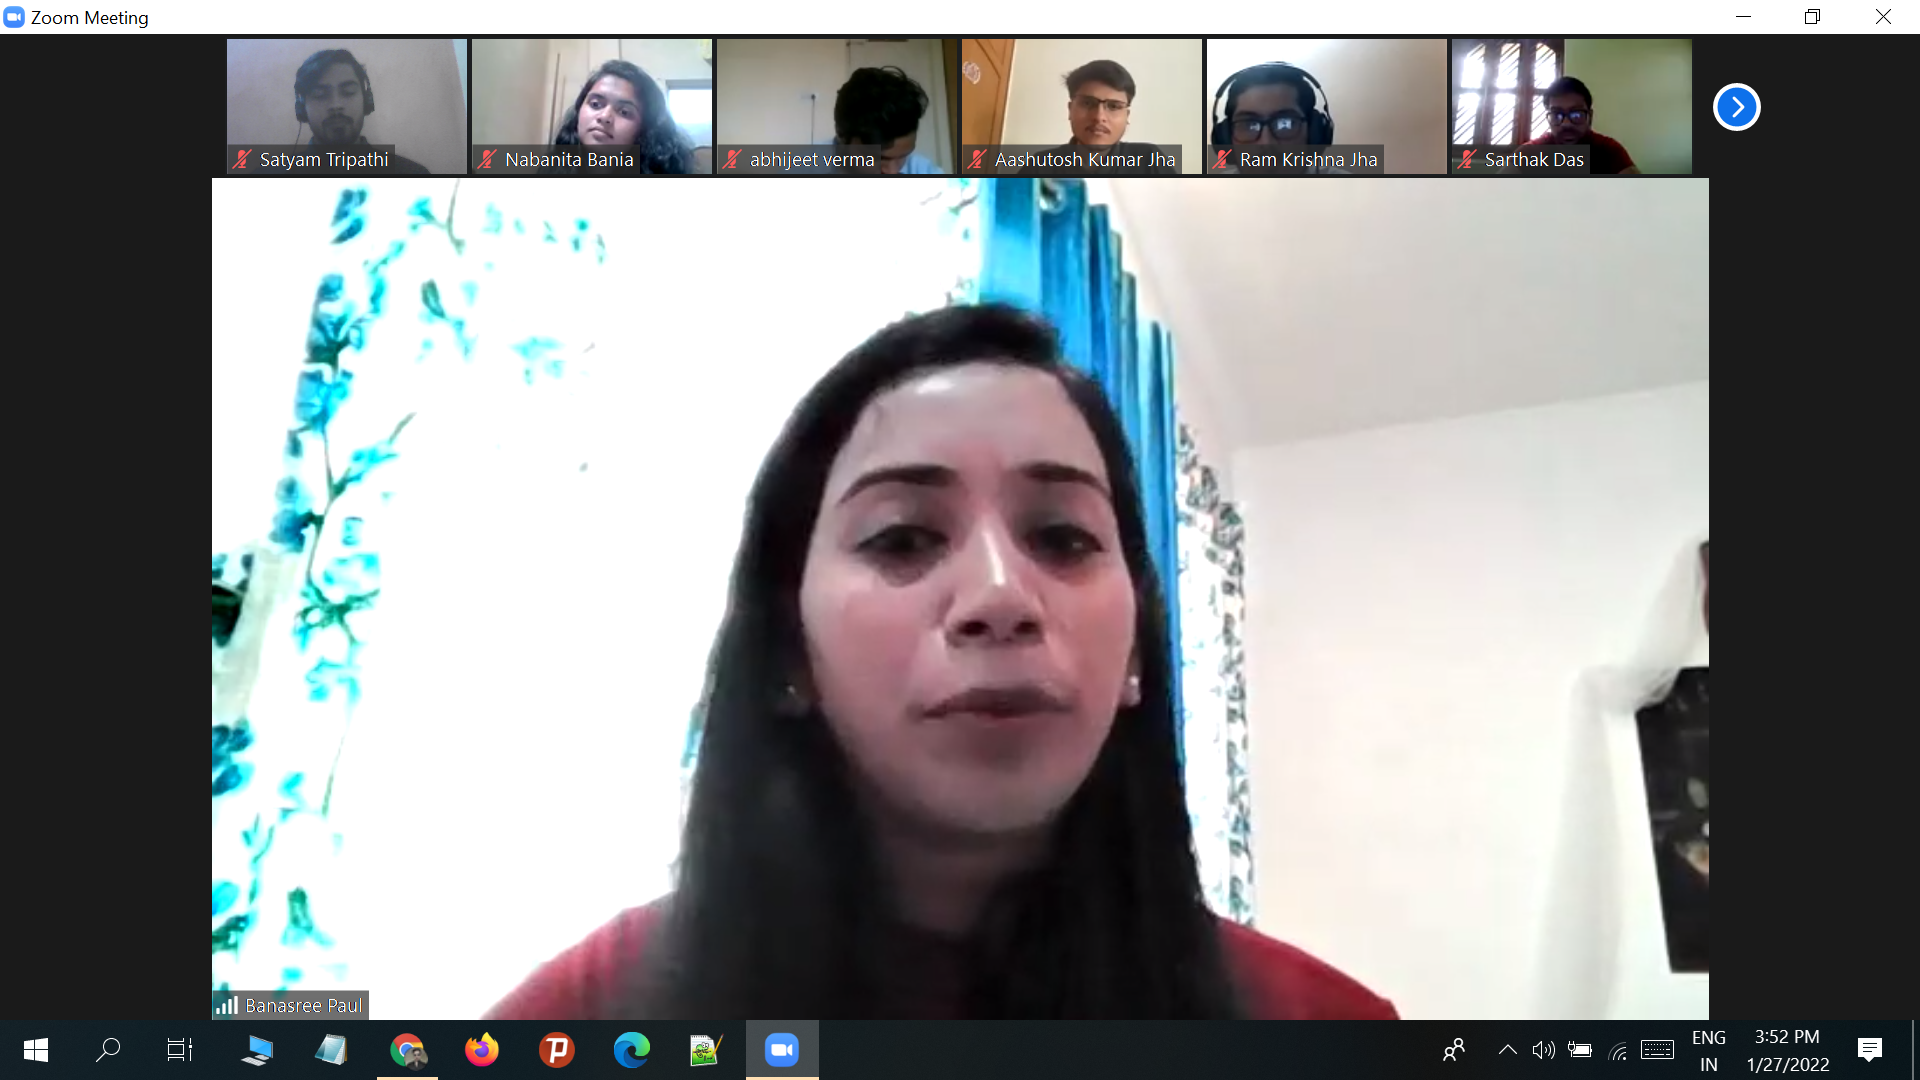 Zoom Meeting
Satyam Tripathi
Nabanita Bania
abhijeet verma
Aashutosh Kumar Jha
Ram Krishna Jha
Sarthak Das
Banasree Paul
ENG
IN
3:52 PM
1/27/2022